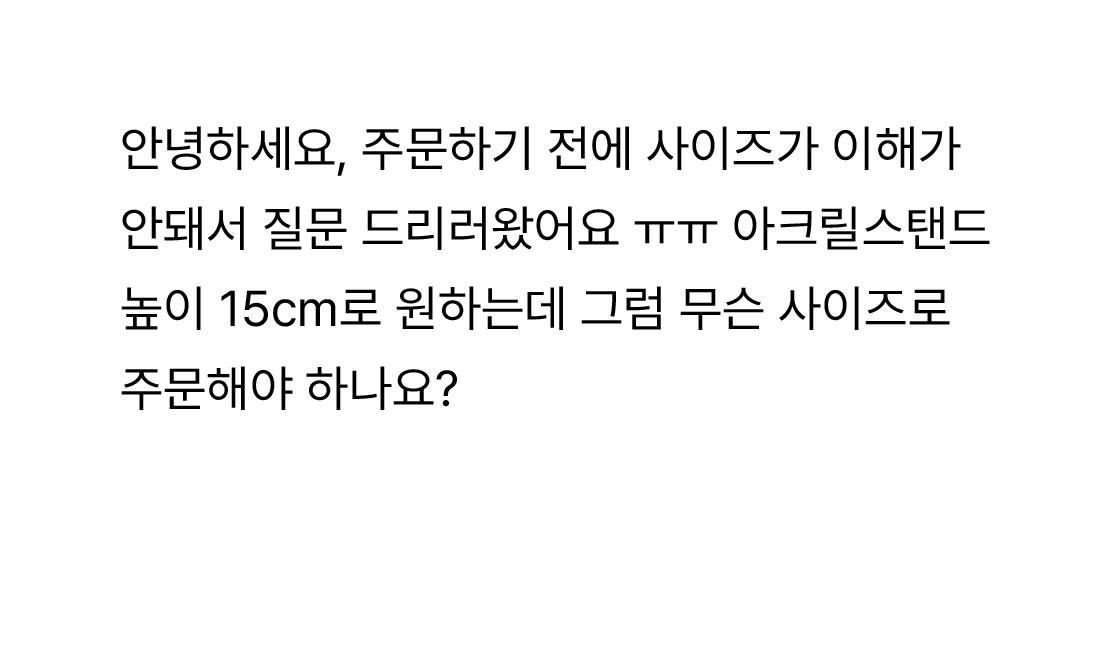 안녕하세요, 주문하기 전에 사이즈가 이해가
안돼서 질문 드리러왔어요 ㅠㅠ 아크릴스탠드
높이 15cm로 원하는데 그럼 무슨 사이즈로
주문해야 하나요?